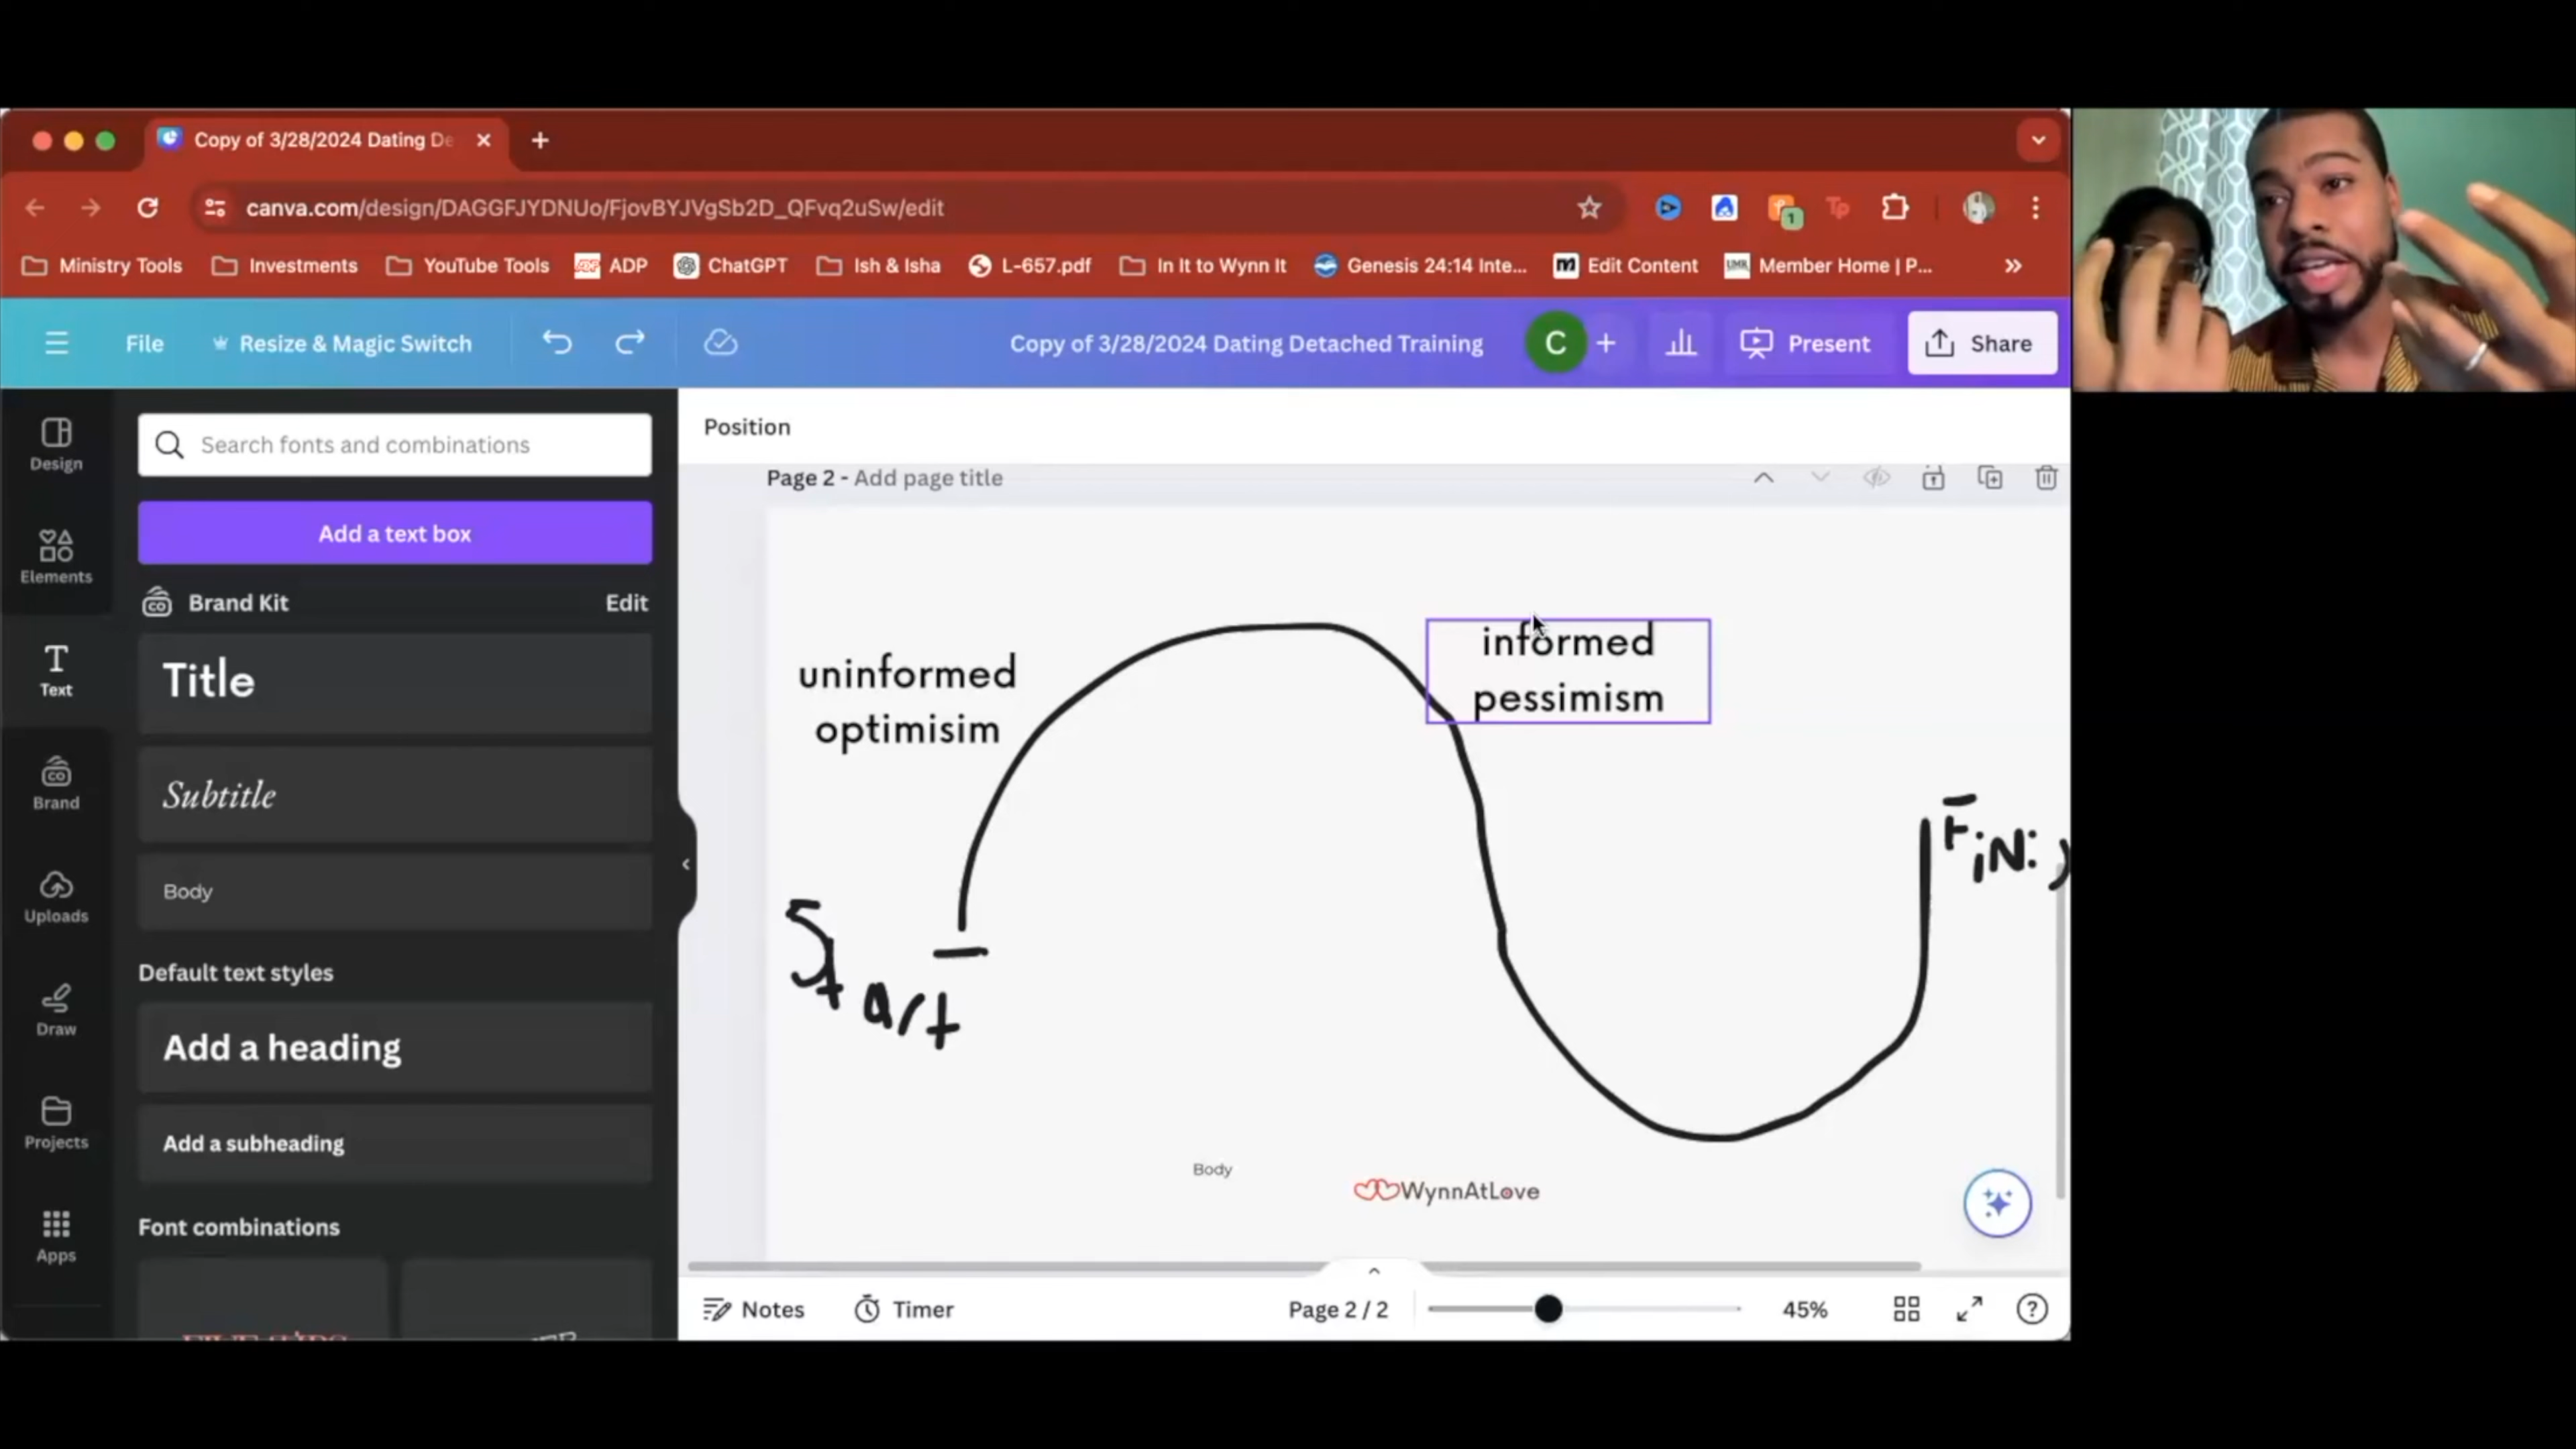 Copy of 3/28/2024 Dating De
canva.com/design/DAGGFJYDNUo/FjovBYJVgSb2D_QFvq2uSw/edit
1
Tp
Ministry Tools
Investments
YouTube Tools
ADP ADP
ChatGPT
Ish & Isha
L-657.pdf
In It to Wynn It
Genesis 24:14 Inte...
m Edit Content
UMR Member Home | P...
File
Resize & Magic Switch
Copy of 3/28/2024 Dating Detached Training
C
Present
Share
Design
Elements
Text
Brand
Uploads
Draw
Projects
Apps
Search fonts and combinations
Add a text box
Brand Kit
Edit
Title
Subtitle
Body
Default text styles
Add a heading
Add a subheading
Font combinations
Position
Page 2 - Add page title
uninformed
optimisim
informed
pessimism
Start
Body
WynnAtLove
Notes
Timer
Page 2 / 2
45%